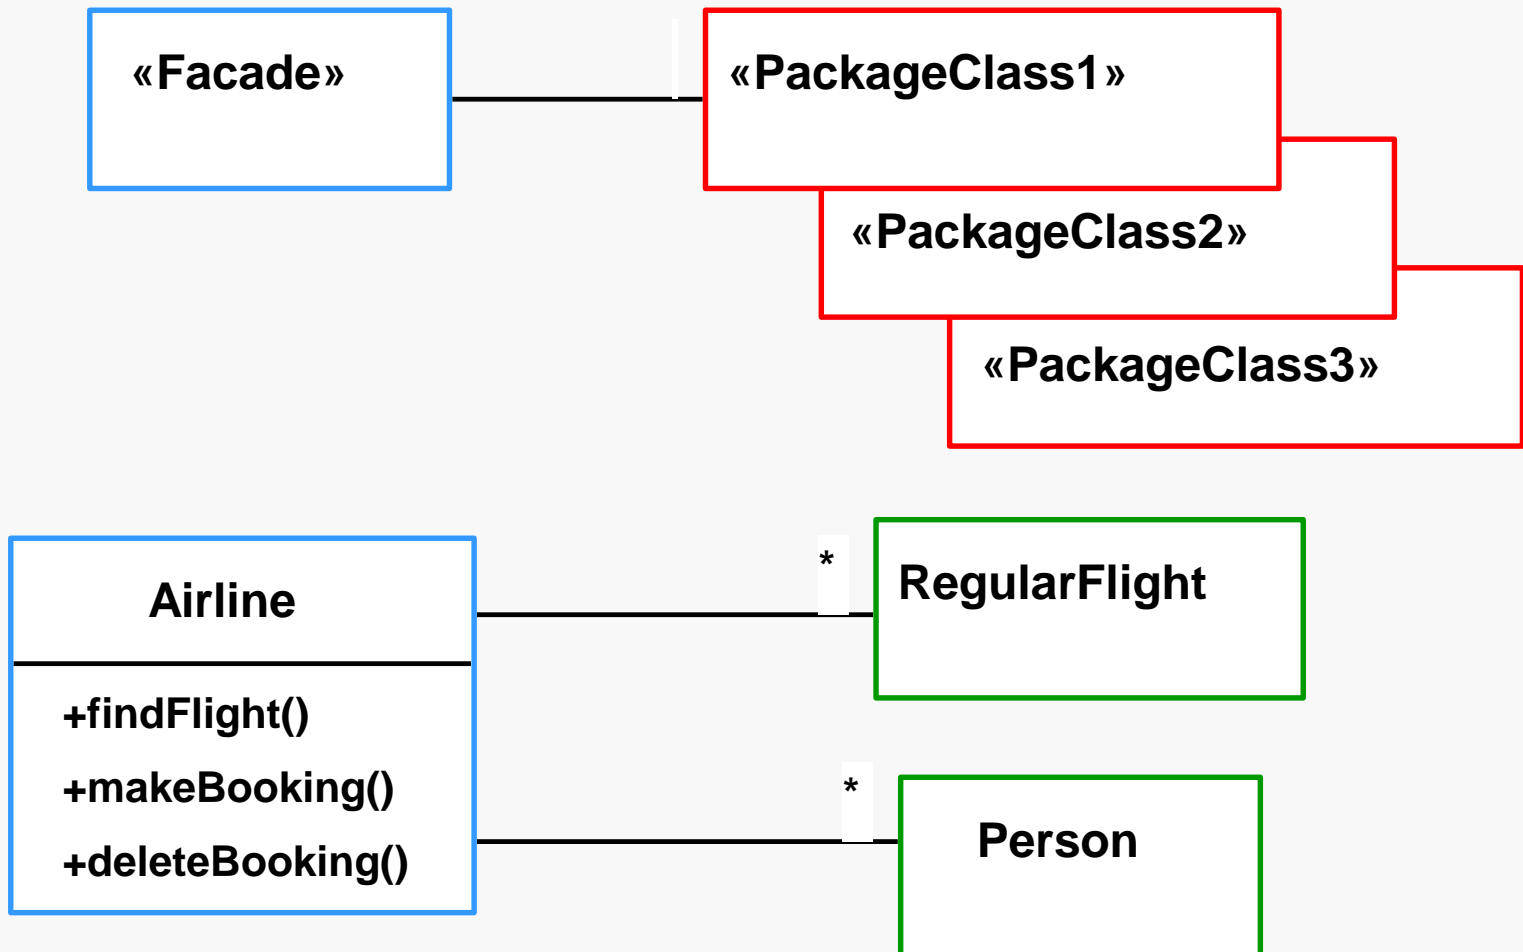 «Facade»
«PackageClass1»
«PackageClass2»
«PackageClass3»
Airline
+findFlight()
+makeBooking()
+deleteBooking()
*
RegularFlight
*
Person